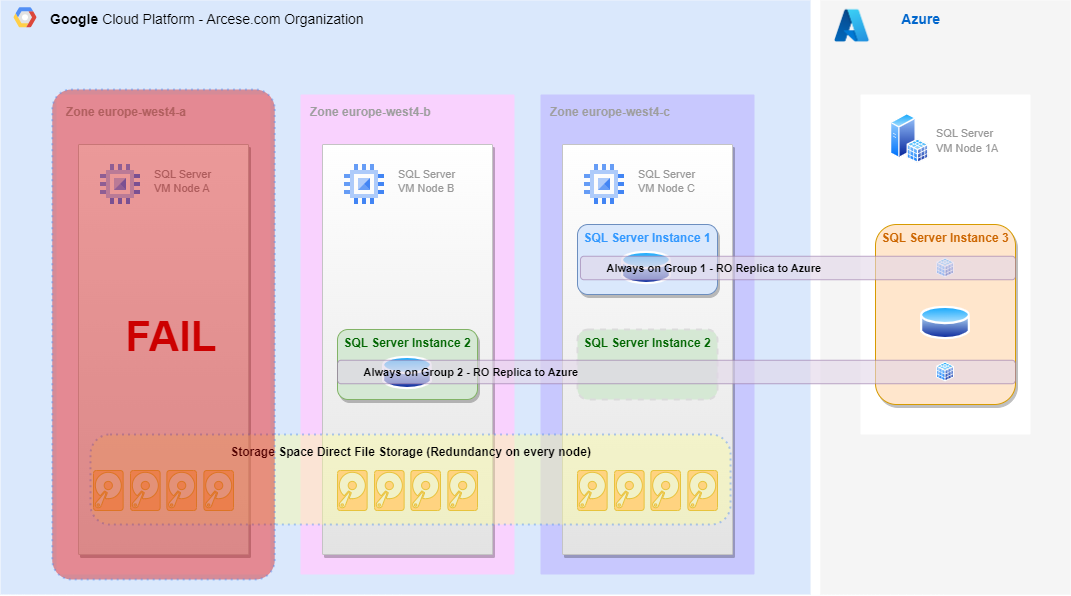 Google Cloud Platform - Arcese.com Organization
Azure
Zone europe-west4-a
Zone europe-west4-b
Zone europe-west4-c
SQL Server
VM Node A
SQL Server
VM Node B
SQL Server
VM Node C
SQL Server
VM Node 1A
SQL Server Instance 1
SQL Server Instance 3
Always on Group 1 - RO Replica to Azure
FAIL
SQL Server Instance 2
SQL Server Instance 2
Always on Group 2 - RO Replica to Azure
Storage Space Direct File Storage (Redundancy on every node)